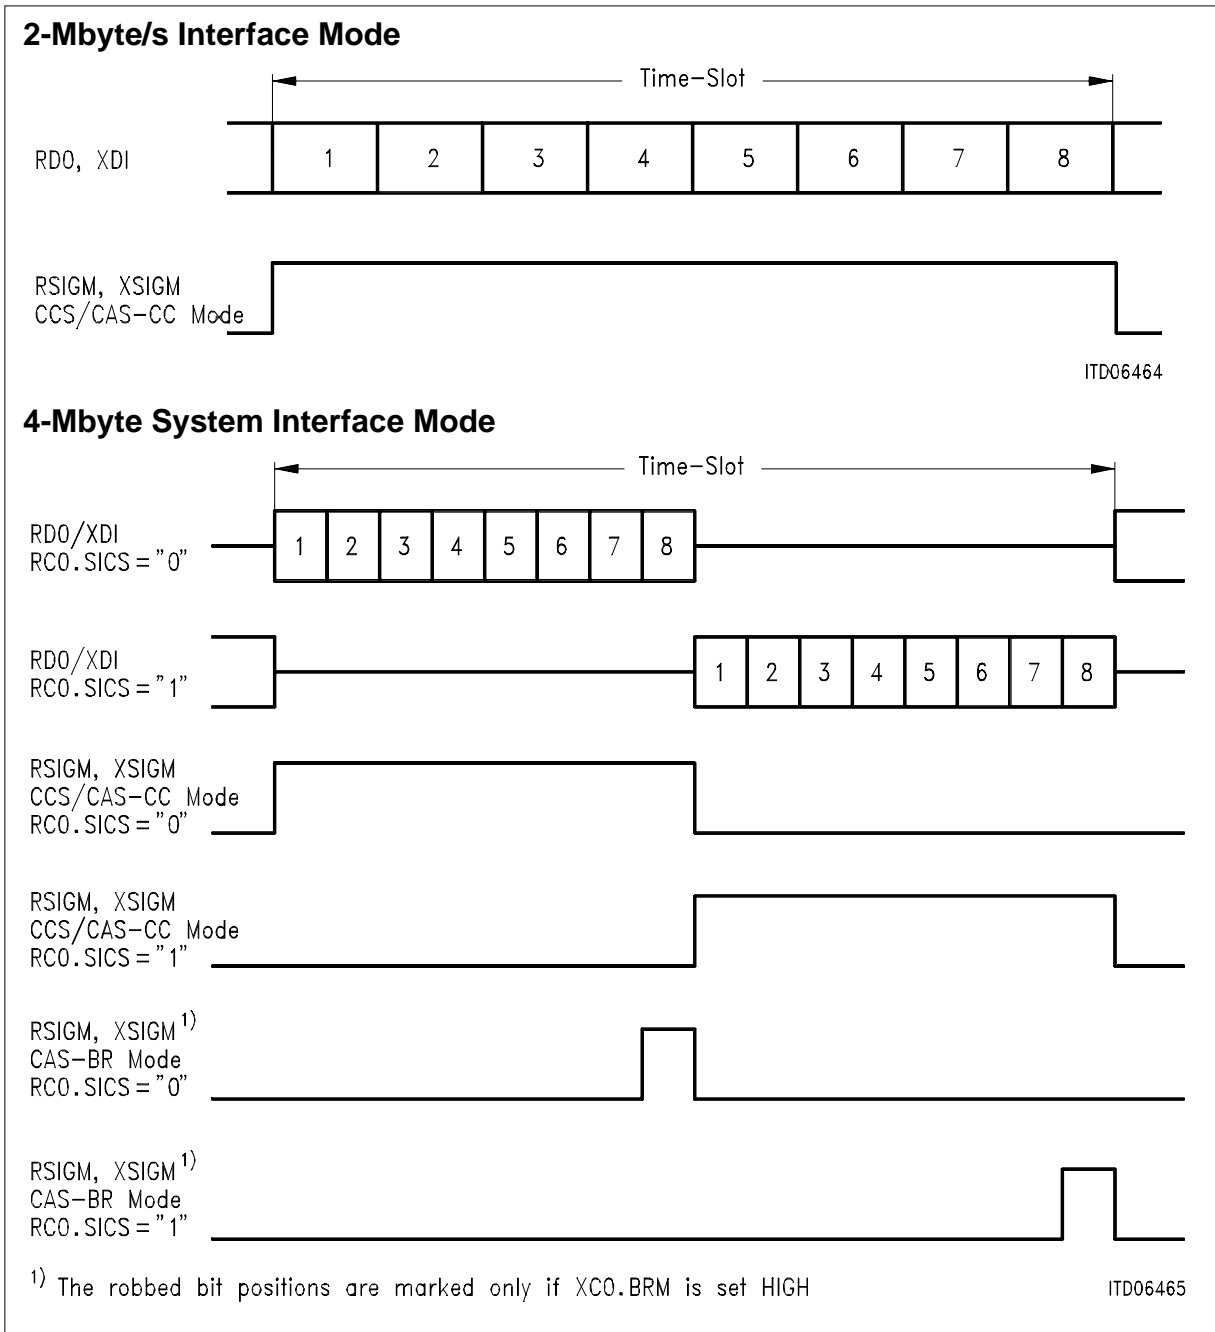 2-Mbyte/s Interface Mode
Time-Slot
RDO, XDI
1 2 3 4 5 6 7 8
RSIGM, XSIGM
CCS/CAS-CC Mode
ITD06464
4-Mbyte System Interface Mode
Time-Slot
RDO/XDI
RC0.SICS="0"
1 2 3 4 5 6 7 8
RDO/XDI
RC0.SICS="1"
1 2 3 4 5 6 7 8
RSIGM, XSIGM
CCS/CAS-CC Mode
RC0.SICS="0"
RSIGM, XSIGM
CCS/CAS-CC Mode
RC0.SICS="1"
RSIGM, XSIGM 1)
CAS-BR Mode
RC0.SICS="0"
RSIGM, XSIGM 1)
CAS-BR Mode
RC0.SICS="1"
1) The robbed bit positions are marked only if XC0.BRM is set HIGH
ITD06465